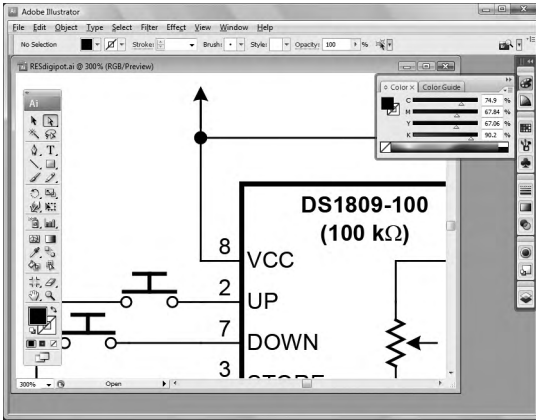 Adobe Illustrator
File Edit Object Type Select Filter Effect View Window Help
No Selection Stroke: Brush: Style: Opacity: 100 %
RESdigipot.ai @ 300% (RGB/Preview)
Color × Color Guide
C 74.9 %
M 67.84 %
Y 67.06 %
K 90.2 %
Ai
DS1809-100
(100 kΩ)
8 VCC
2 UP
7 DOWN
3 STORE
300% Open